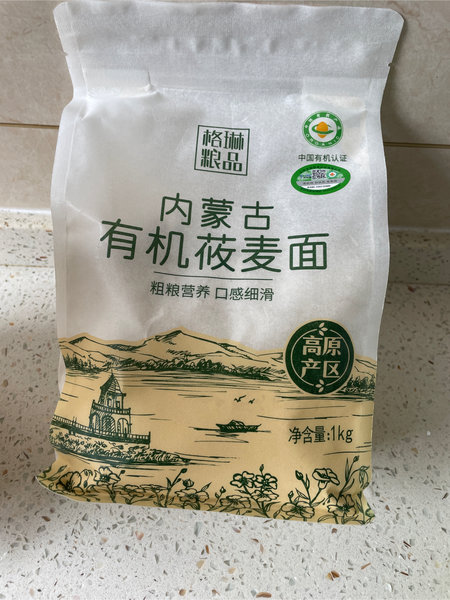 格琳
粮品
中国有机认证
内蒙古
有机莜麦面
粗粮营养 口感细滑
高原
产区
净含量:1kg